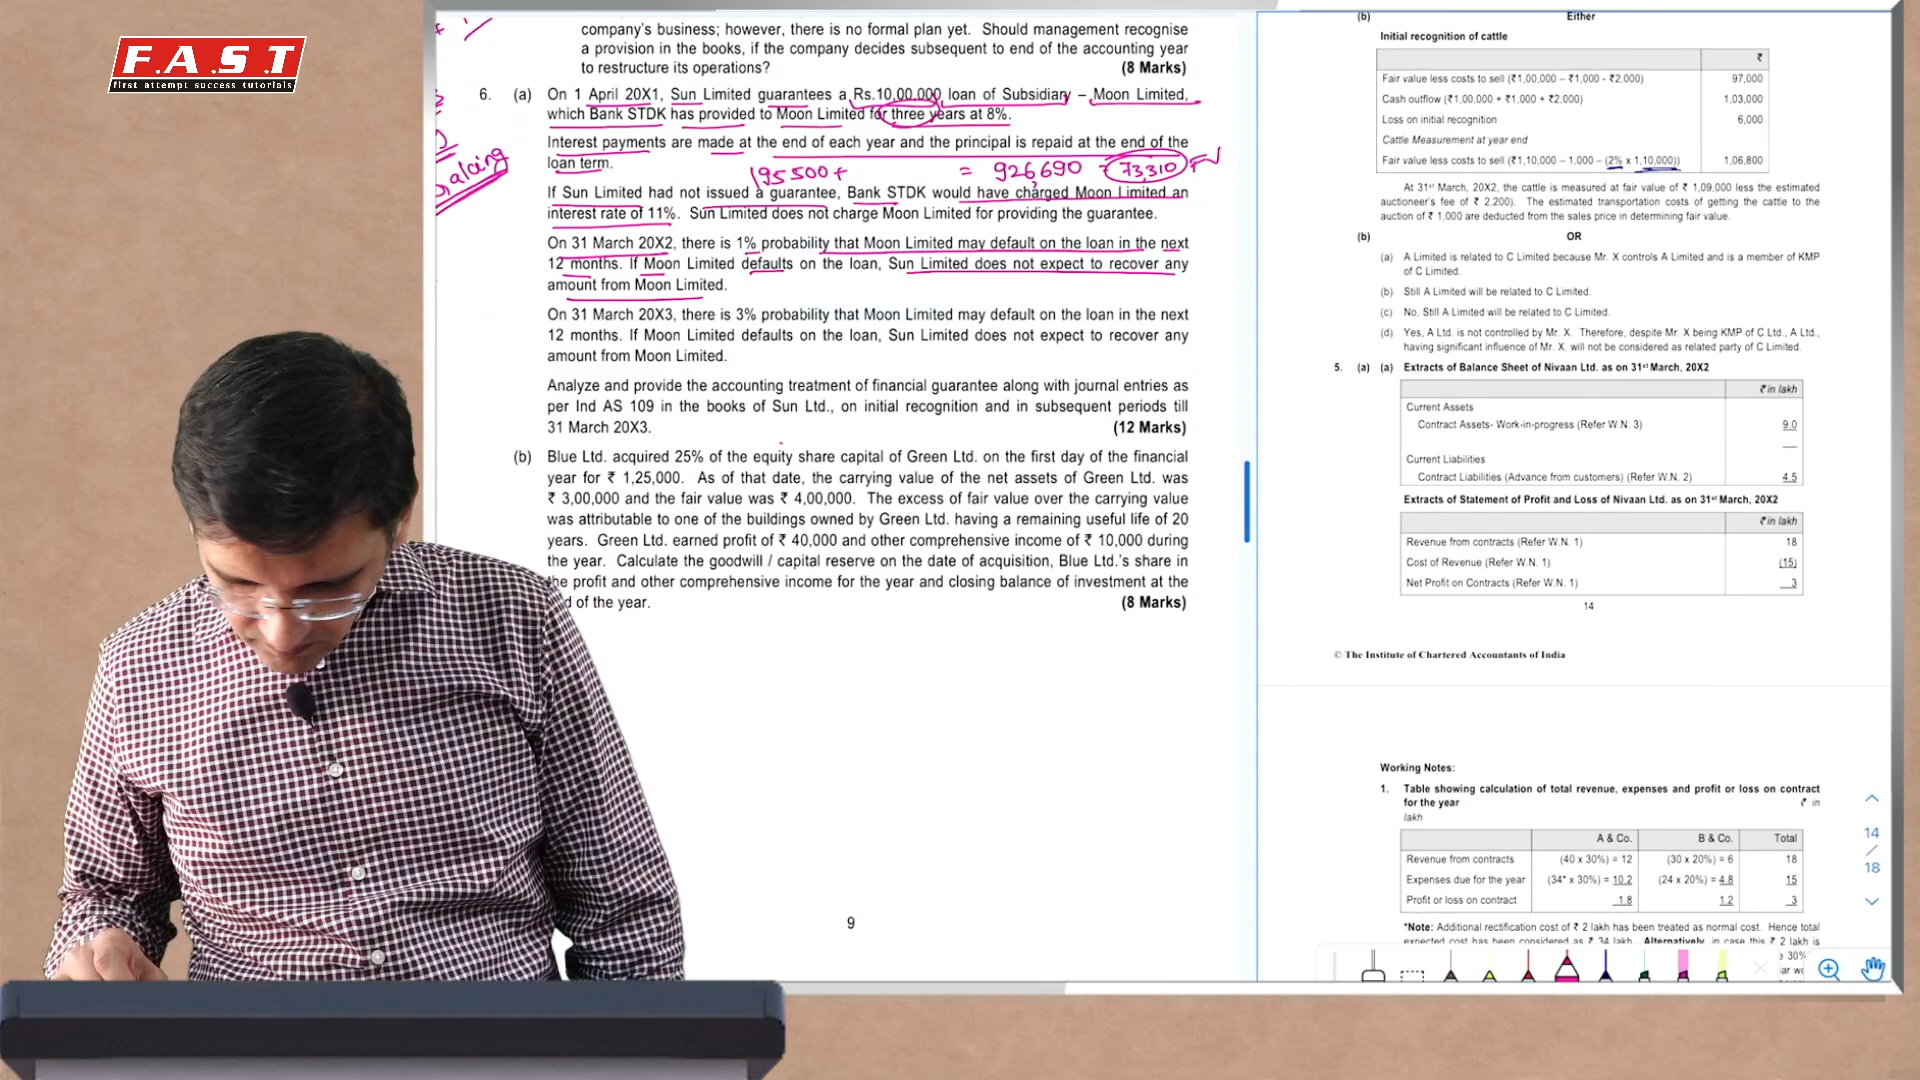 F.A.S.T
first attempt success tutorials
company's business; however, there is no formal plan yet. Should management recognise
a provision in the books, if the company decides subsequent to end of the accounting year
to restructure its operations? (8 Marks)
6. (a) On 1 April 20X1, Sun Limited guarantees a Rs.10,00,000 loan of Subsidiary – Moon Limited,
which Bank STDK has provided to Moon Limited for three years at 8%.
Interest payments are made at the end of each year and the principal is repaid at the end of the
loan term.
195500+ = 926690 73,310 FV
If Sun Limited had not issued a guarantee, Bank STDK would have charged Moon Limited an
interest rate of 11%. Sun Limited does not charge Moon Limited for providing the guarantee.
On 31 March 20X2, there is 1% probability that Moon Limited may default on the loan in the next
12 months. If Moon Limited defaults on the loan, Sun Limited does not expect to recover any
amount from Moon Limited.
On 31 March 20X3, there is 3% probability that Moon Limited may default on the loan in the next
12 months. If Moon Limited defaults on the loan, Sun Limited does not expect to recover any
amount from Moon Limited.
Analyze and provide the accounting treatment of financial guarantee along with journal entries as
per Ind AS 109 in the books of Sun Ltd., on initial recognition and in subsequent periods till
31 March 20X3. (12 Marks)
(b) Blue Ltd. acquired 25% of the equity share capital of Green Ltd. on the first day of the financial
year for ₹ 1,25,000. As of that date, the carrying value of the net assets of Green Ltd. was
₹ 3,00,000 and the fair value was ₹ 4,00,000. The excess of fair value over the carrying value
was attributable to one of the buildings owned by Green Ltd. having a remaining useful life of 20
years. Green Ltd. earned profit of ₹ 40,000 and other comprehensive income of ₹ 10,000 during
the year. Calculate the goodwill / capital reserve on the date of acquisition, Blue Ltd.'s share in
he profit and other comprehensive income for the year and closing balance of investment at the
d of the year. (8 Marks)
9
(b) Either
Initial recognition of cattle
₹
Fair value less costs to sell (₹1,00,000 – ₹1,000 - ₹2,000) 97,000
Cash outflow (₹1,00,000 + ₹1,000 + ₹2,000) 1,03,000
Loss on initial recognition 6,000
Cattle Measurement at year end
Fair value less costs to sell (₹1,10,000 – 1,000 – (2% x 1,10,000)) 1,06,800
At 31st March, 20X2, the cattle is measured at fair value of ₹ 1,09,000 less the estimated
auctioneer's fee of ₹ 2,200). The estimated transportation costs of getting the cattle to the
auction of ₹ 1,000 are deducted from the sales price in determining fair value.
(b) OR
(a) A Limited is related to C Limited because Mr. X controls A Limited and is a member of KMP
of C Limited.
(b) Still A Limited will be related to C Limited.
(c) No, Still A Limited will be related to C Limited.
(d) Yes, A Ltd. is not controlled by Mr. X. Therefore, despite Mr. X being KMP of C Ltd., A Ltd.,
having significant influence of Mr. X, will not be considered as related party of C Limited.
5. (a) (a) Extracts of Balance Sheet of Nivaan Ltd. as on 31st March, 20X2
₹ in lakh
Current Assets
Contract Assets- Work-in-progress (Refer W.N. 3) 9.0
Current Liabilities
Contract Liabilities (Advance from customers) (Refer W.N. 2) 4.5
Extracts of Statement of Profit and Loss of Nivaan Ltd. as on 31st March, 20X2
₹ in lakh
Revenue from contracts (Refer W.N. 1) 18
Cost of Revenue (Refer W.N. 1) (15)
Net Profit on Contracts (Refer W.N. 1) 3
14
© The Institute of Chartered Accountants of India
Working Notes:
1. Table showing calculation of total revenue, expenses and profit or loss on contract
for the year ₹ in
lakh
A & Co. B & Co. Total
Revenue from contracts (40 x 30%) = 12 (30 x 20%) = 6 18
Expenses due for the year (34* x 30%) = 10.2 (24 x 20%) = 4.8 15
Profit or loss on contract 1.8 1.2 3
*Note: Additional rectification cost of ₹ 2 lakh has been treated as normal cost. Hence total
expected cost has been considered as ₹ 34 lakh. Alternatively, in case this ₹ 2 lakh is
14
18